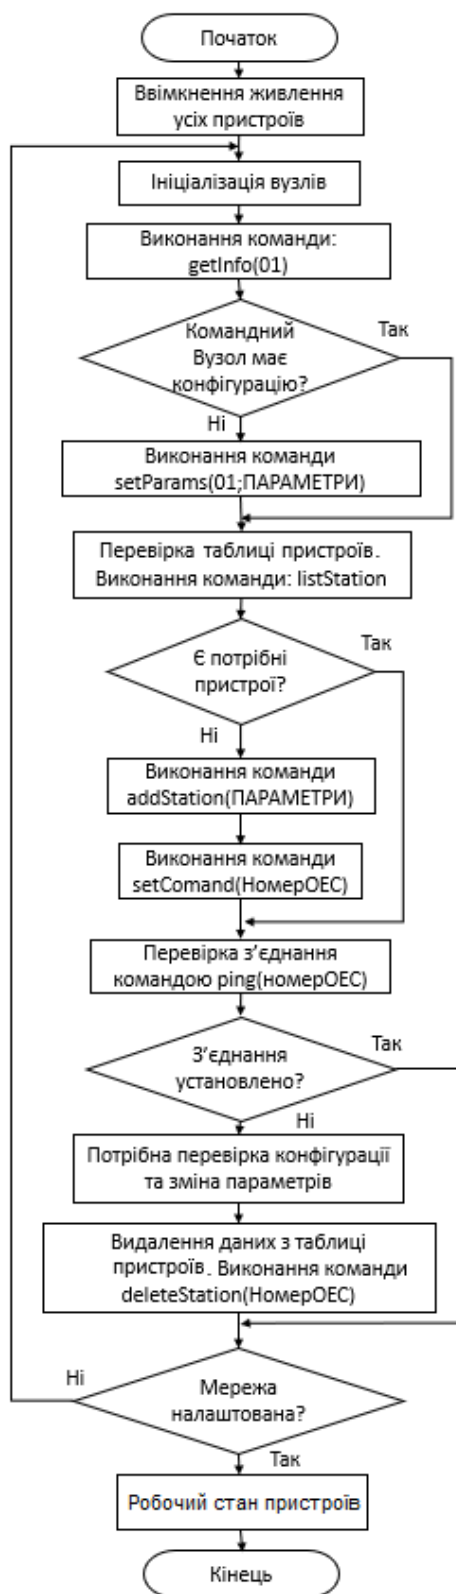 Початок
Ввімкнення живлення
усіх пристроїв
Ініціалізація вузлів
Виконання команди:
getInfo(01)
Командний
Вузол має
конфігурацію?
Так
Ні
Виконання команди
setParams(01;ПАРАМЕТРИ)
Перевірка таблиці пристроїв.
Виконання команди: listStation
Є потрібні
пристрої?
Так
Ні
Виконання команди
addStation(ПАРАМЕТРИ)
Виконання команди
setComand(НомерОЕС)
Перевірка з’єднання
командою ping(номерОЕС)
З’єднання
установлено?
Так
Ні
Потрібна перевірка конфігурації
та зміна параметрів
Видалення даних з таблиці
пристроїв. Виконання команди
deleteStation(НомерОЕС)
Ні
Мережа
налаштована?
Так
Робочий стан пристроїв
Кінець